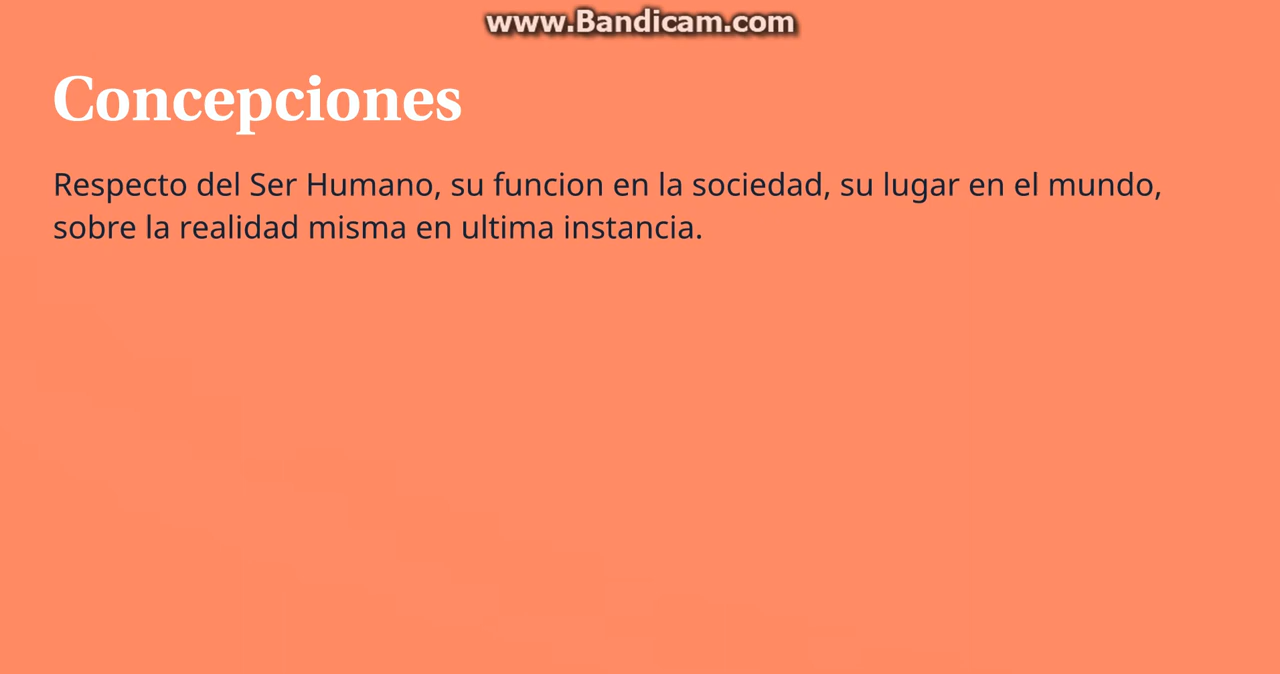 www.Bandicam.com
Concepciones
Respecto del Ser Humano, su funcion en la sociedad, su lugar en el mundo,
sobre la realidad misma en ultima instancia.